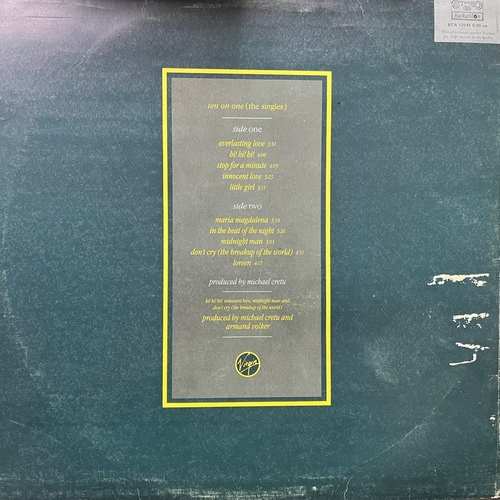 ten on one (the singles)
side one
everlasting love
hi! hi! hi!
stop for a minute
innocent love
little girl
side two
maria magdalena
in the heat of the night
midnight man
don't cry (the breakup of the world)
loreen
produced by michael cretu
hi! hi! hi!, innocent love, midnight man and
don't cry (the breakup of the world)
produced by michael cretu and
armand volker
Virgin